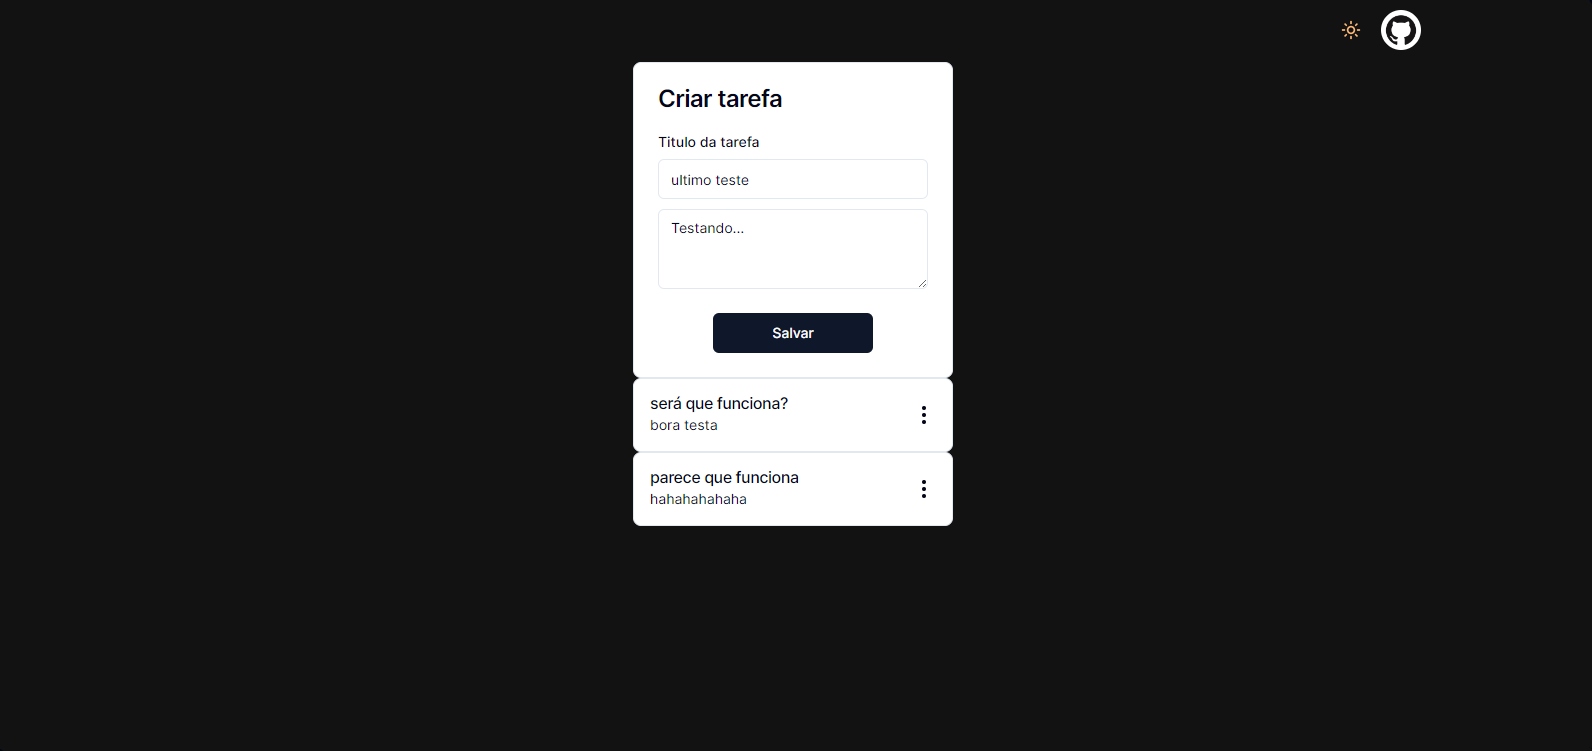 Criar tarefa
Titulo da tarefa
ultimo teste
Testando...
Salvar
será que funciona?
bora testa
parece que funciona
hahahahahaha